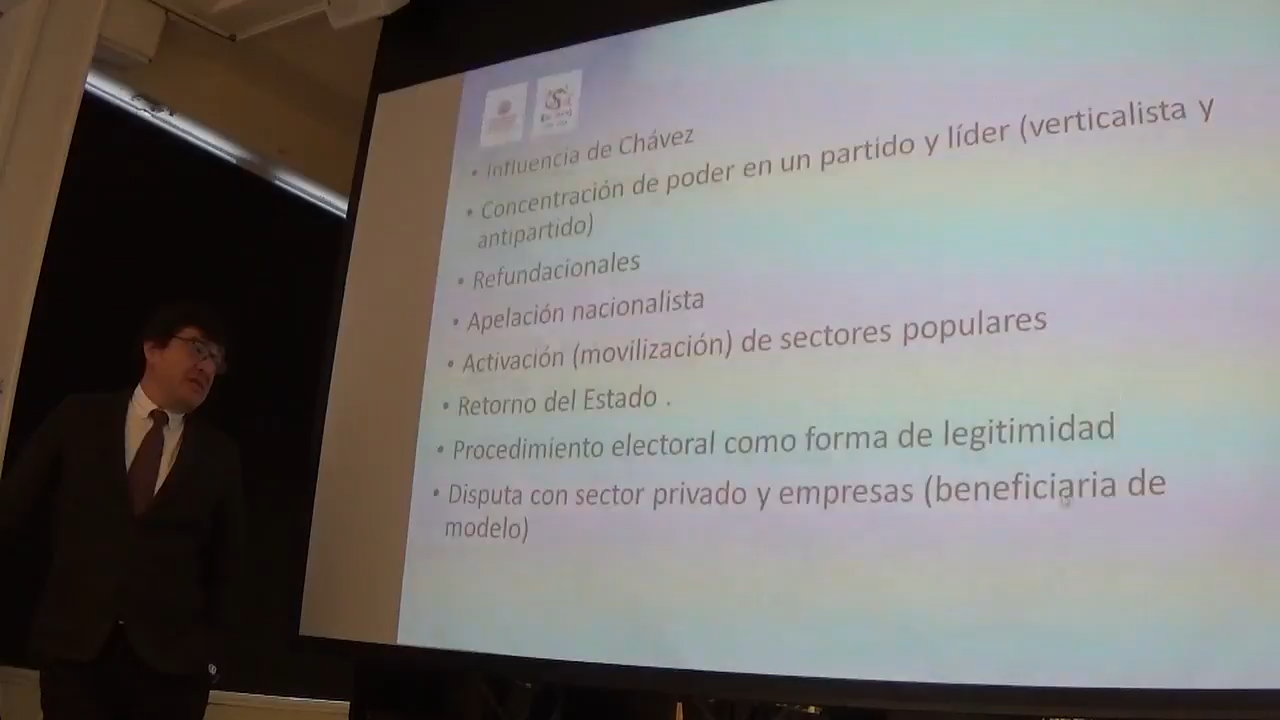 • Influencia de Chávez
• Concentración de poder en un partido y líder (verticalista y
antipartido)
• Refundacionales
• Apelación nacionalista
• Activación (movilización) de sectores populares
• Retorno del Estado .
• Procedimiento electoral como forma de legitimidad
• Disputa con sector privado y empresas (beneficiaria de
modelo)